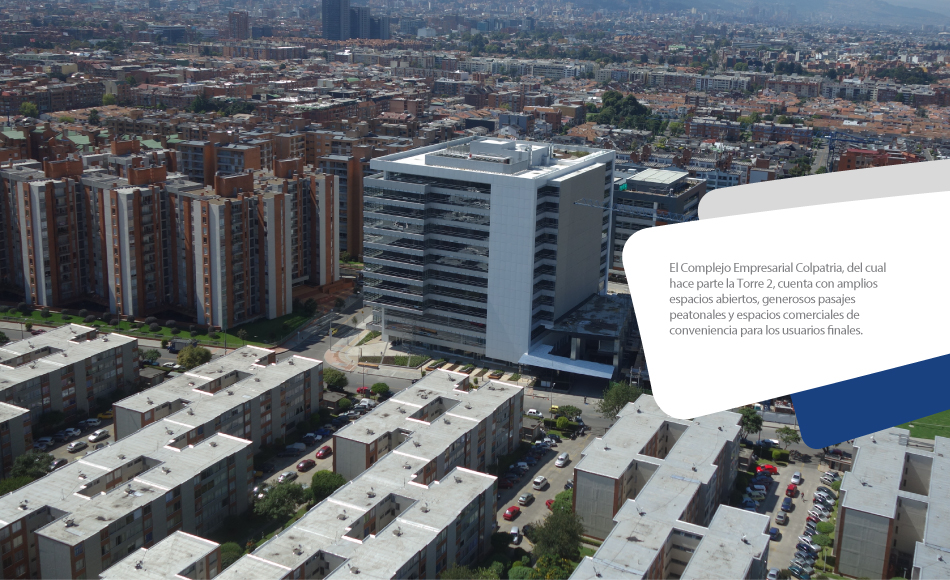 El Complejo Empresarial Colpatria, del cual
hace parte la Torre 2, cuenta con amplios
espacios abiertos, generosos pasajes
peatonales y espacios comerciales de
conveniencia para los usuarios finales.